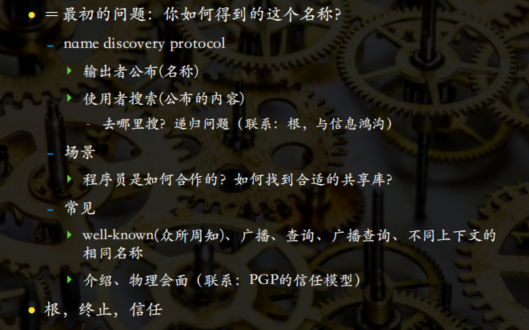 ＝最初的问题：你如何得到的这个名称？
name discovery protocol
输出者公布(名称)
使用者搜索(公布的内容)
去哪里搜？递归问题（联系：根，与信息鸿沟）
场景
程序员是如何合作的？如何找到合适的共享库？
常见
well-known(众所周知)、广播、查询、广播查询、不同上下文的
相同名称
介绍、物理会面（联系：PGP的信任模型）
根，终止，信任